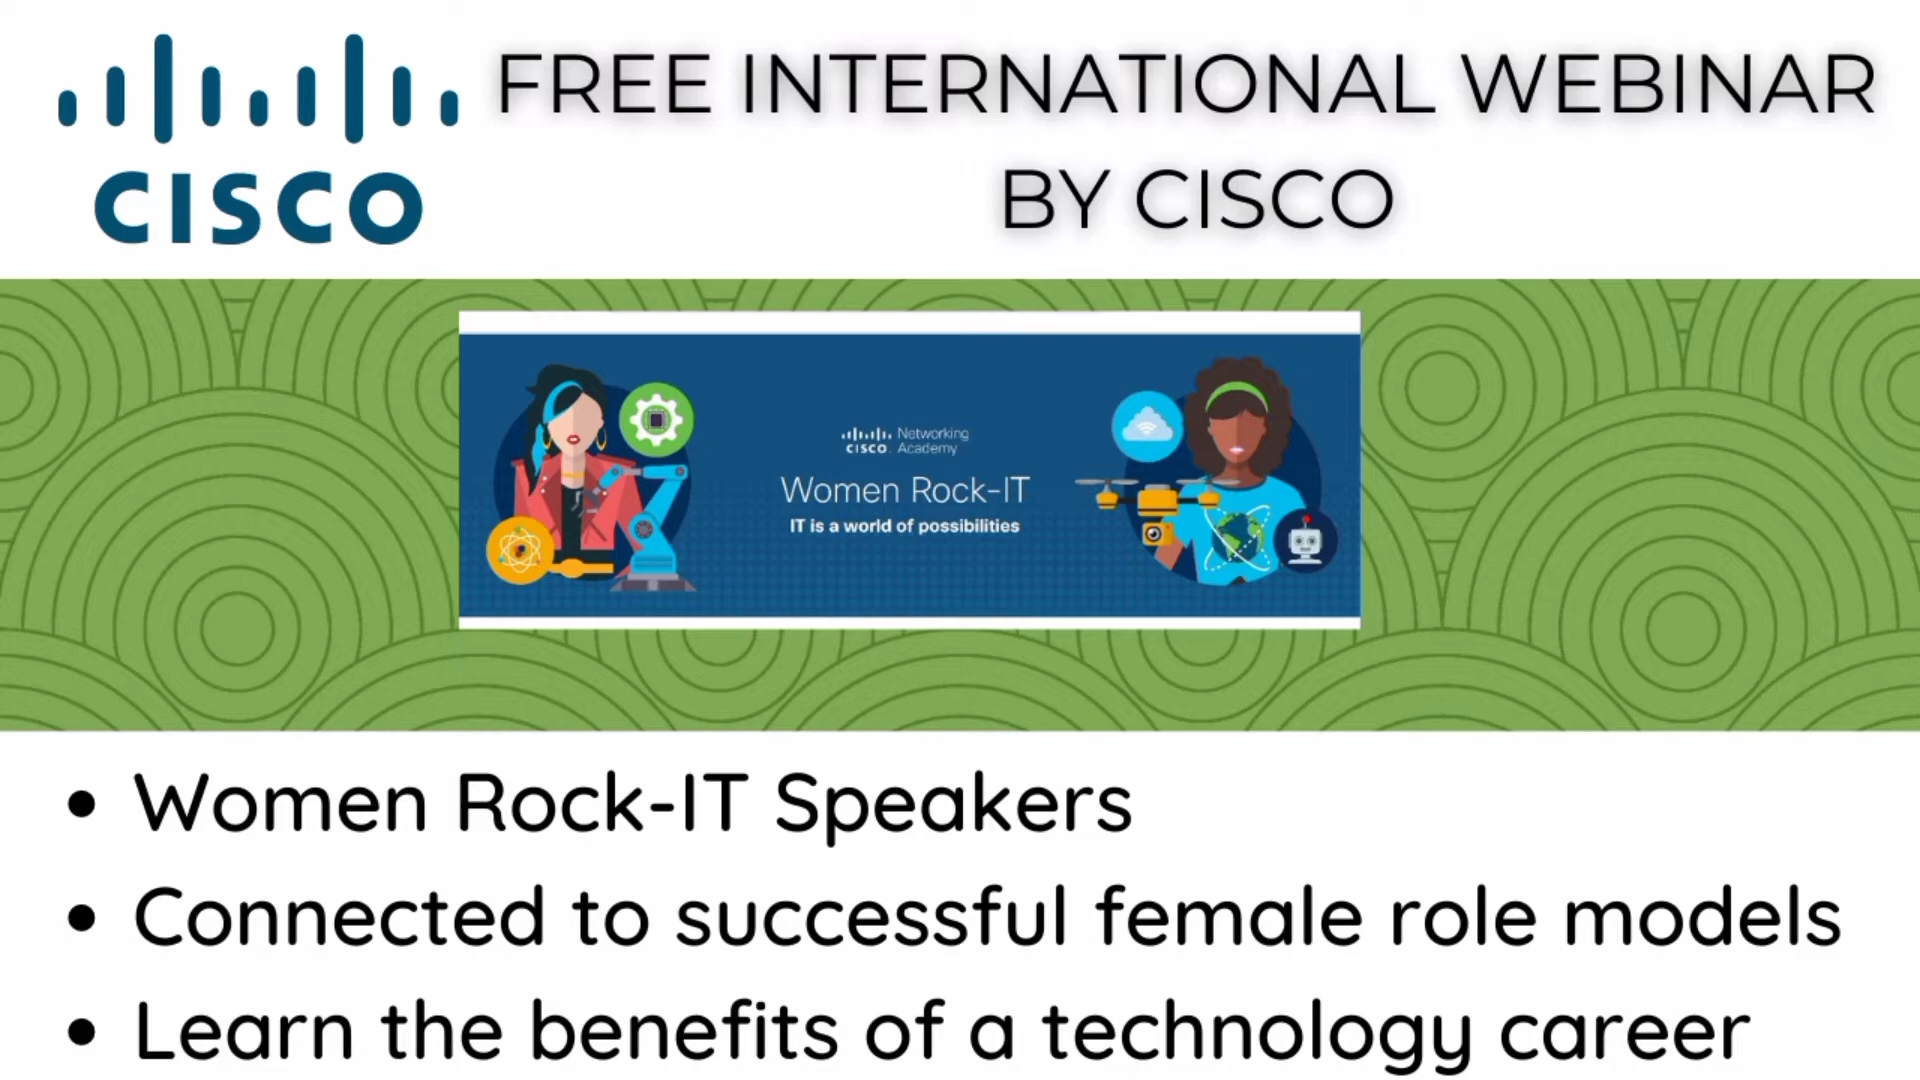 CISCO
FREE INTERNATIONAL WEBINAR
BY CISCO
CISCO Networking
Academy
Women Rock-IT
IT is a world of possibilities
• Women Rock-IT Speakers
• Connected to successful female role models
• Learn the benefits of a technology career